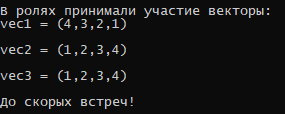 В ролях принимали участие векторы:
vec1 = (4,3,2,1)
vec2 = (1,2,3,4)
vec3 = (1,2,3,4)
До скорых встреч!